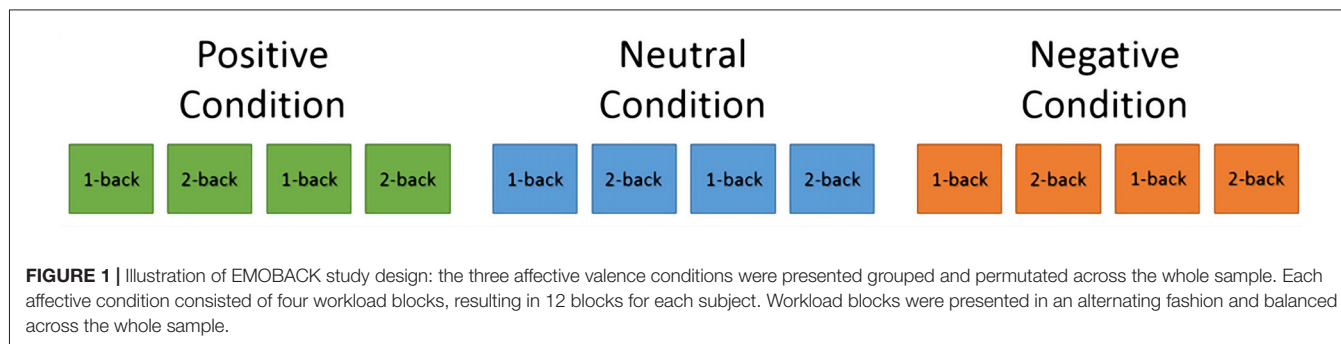 Positive Condition
Neutral Condition
Negative Condition
1-back 2-back 1-back 2-back 1-back 2-back 1-back 2-back 1-back 2-back 1-back 2-back
FIGURE 1 | Illustration of EMOBACK study design: the three affective valence conditions were presented grouped and permutated across the whole sample. Each
affective condition consisted of four workload blocks, resulting in 12 blocks for each subject. Workload blocks were presented in an alternating fashion and balanced
across the whole sample.